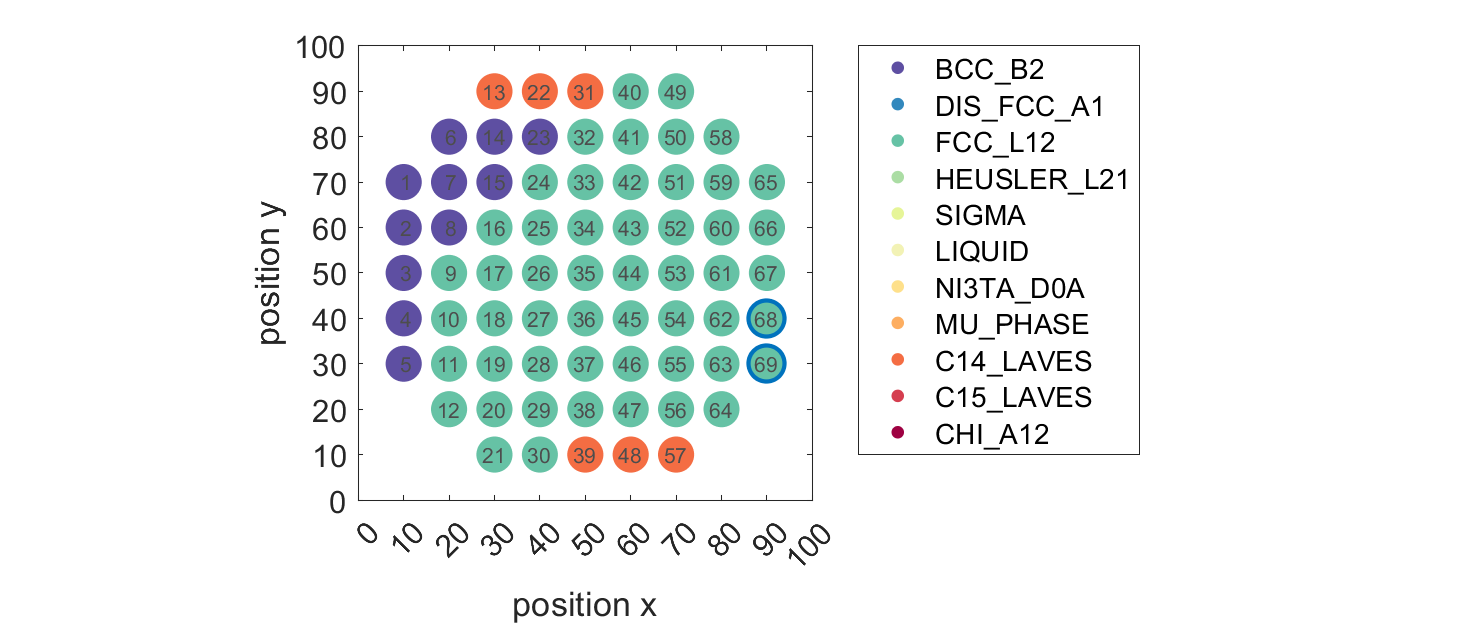 100
90
80
70
60
50
40
30
20
10
0
position y
13 22 31 40 49
6 14 23 32 41 50 58
1 7 15 24 33 42 51 59 65
2 8 16 25 34 43 52 60 66
3 9 17 26 35 44 53 61 67
4 10 18 27 36 45 54 62 68
5 11 19 28 37 46 55 63 69
12 20 29 38 47 56 64
21 30 39 48 57
0 10 20 30 40 50 60 70 80 90 100
position x
BCC_B2
DIS_FCC_A1
FCC_L12
HEUSLER_L21
SIGMA
LIQUID
NI3TA_D0A
MU_PHASE
C14_LAVES
C15_LAVES
CHI_A12